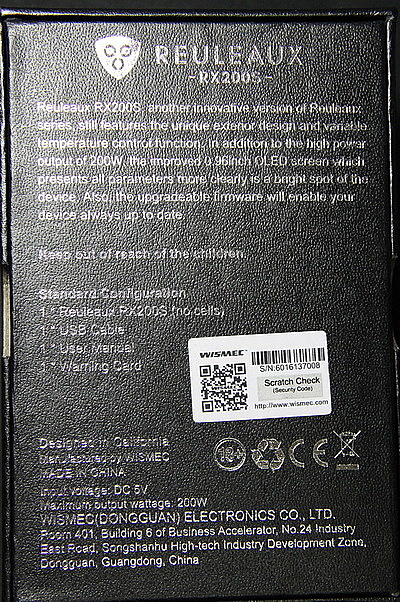 REULEAUX
-RX200S-
Reuleaux RX200S, another innovative version of Reuleaux
series, still features the unique exterior design and variable
temperature control function. In addition to the high power
output of 200W, the improved 0.96inch OLED screen which
presents all parameters more clearly is a bright spot of the
device. Also, the upgradeable firmware will enable your
device always up to date.
Keep out of reach of the children.
Standard Configuration
1 * Reuleaux RX200S (no cells)
1 * USB Cable
1 * User Manual
1 * Warning Card
WISMEC
S/N:6016137008
Scratch Check
(Security Code)
http://www.wismec.com
Designed in California
Manufactured by WISMEC
MADE IN CHINA
18+
CE
Input voltage: DC 5V
Maximum output wattage: 200W
WISMEC(DONGGUAN) ELECTRONICS CO., LTD.
Room 401, Building 6 of Business Accelerator, No.24 Industry
East Road, Songshanhu High-tech Industry Development Zone,
Dongguan, Guangdong, China